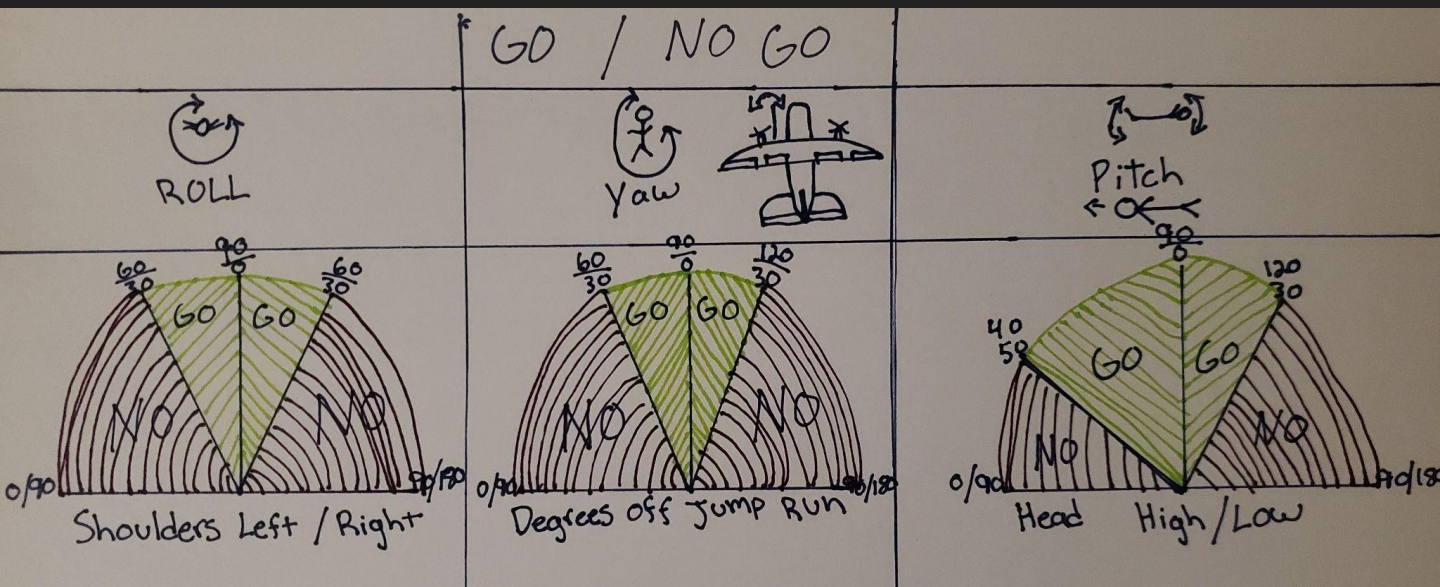 GO / NO GO
ROLL
Yaw
Pitch
60
30
90
0
60
30
GO GO
NO NO
0/90
90/180
Shoulders Left / Right
60
30
90
0
120
30
GO GO
NO NO
0/90
90/180
Degrees off Jump Run
40
50
90
0
120
30
GO GO
NO NO
0/90
90/180
Head High/Low